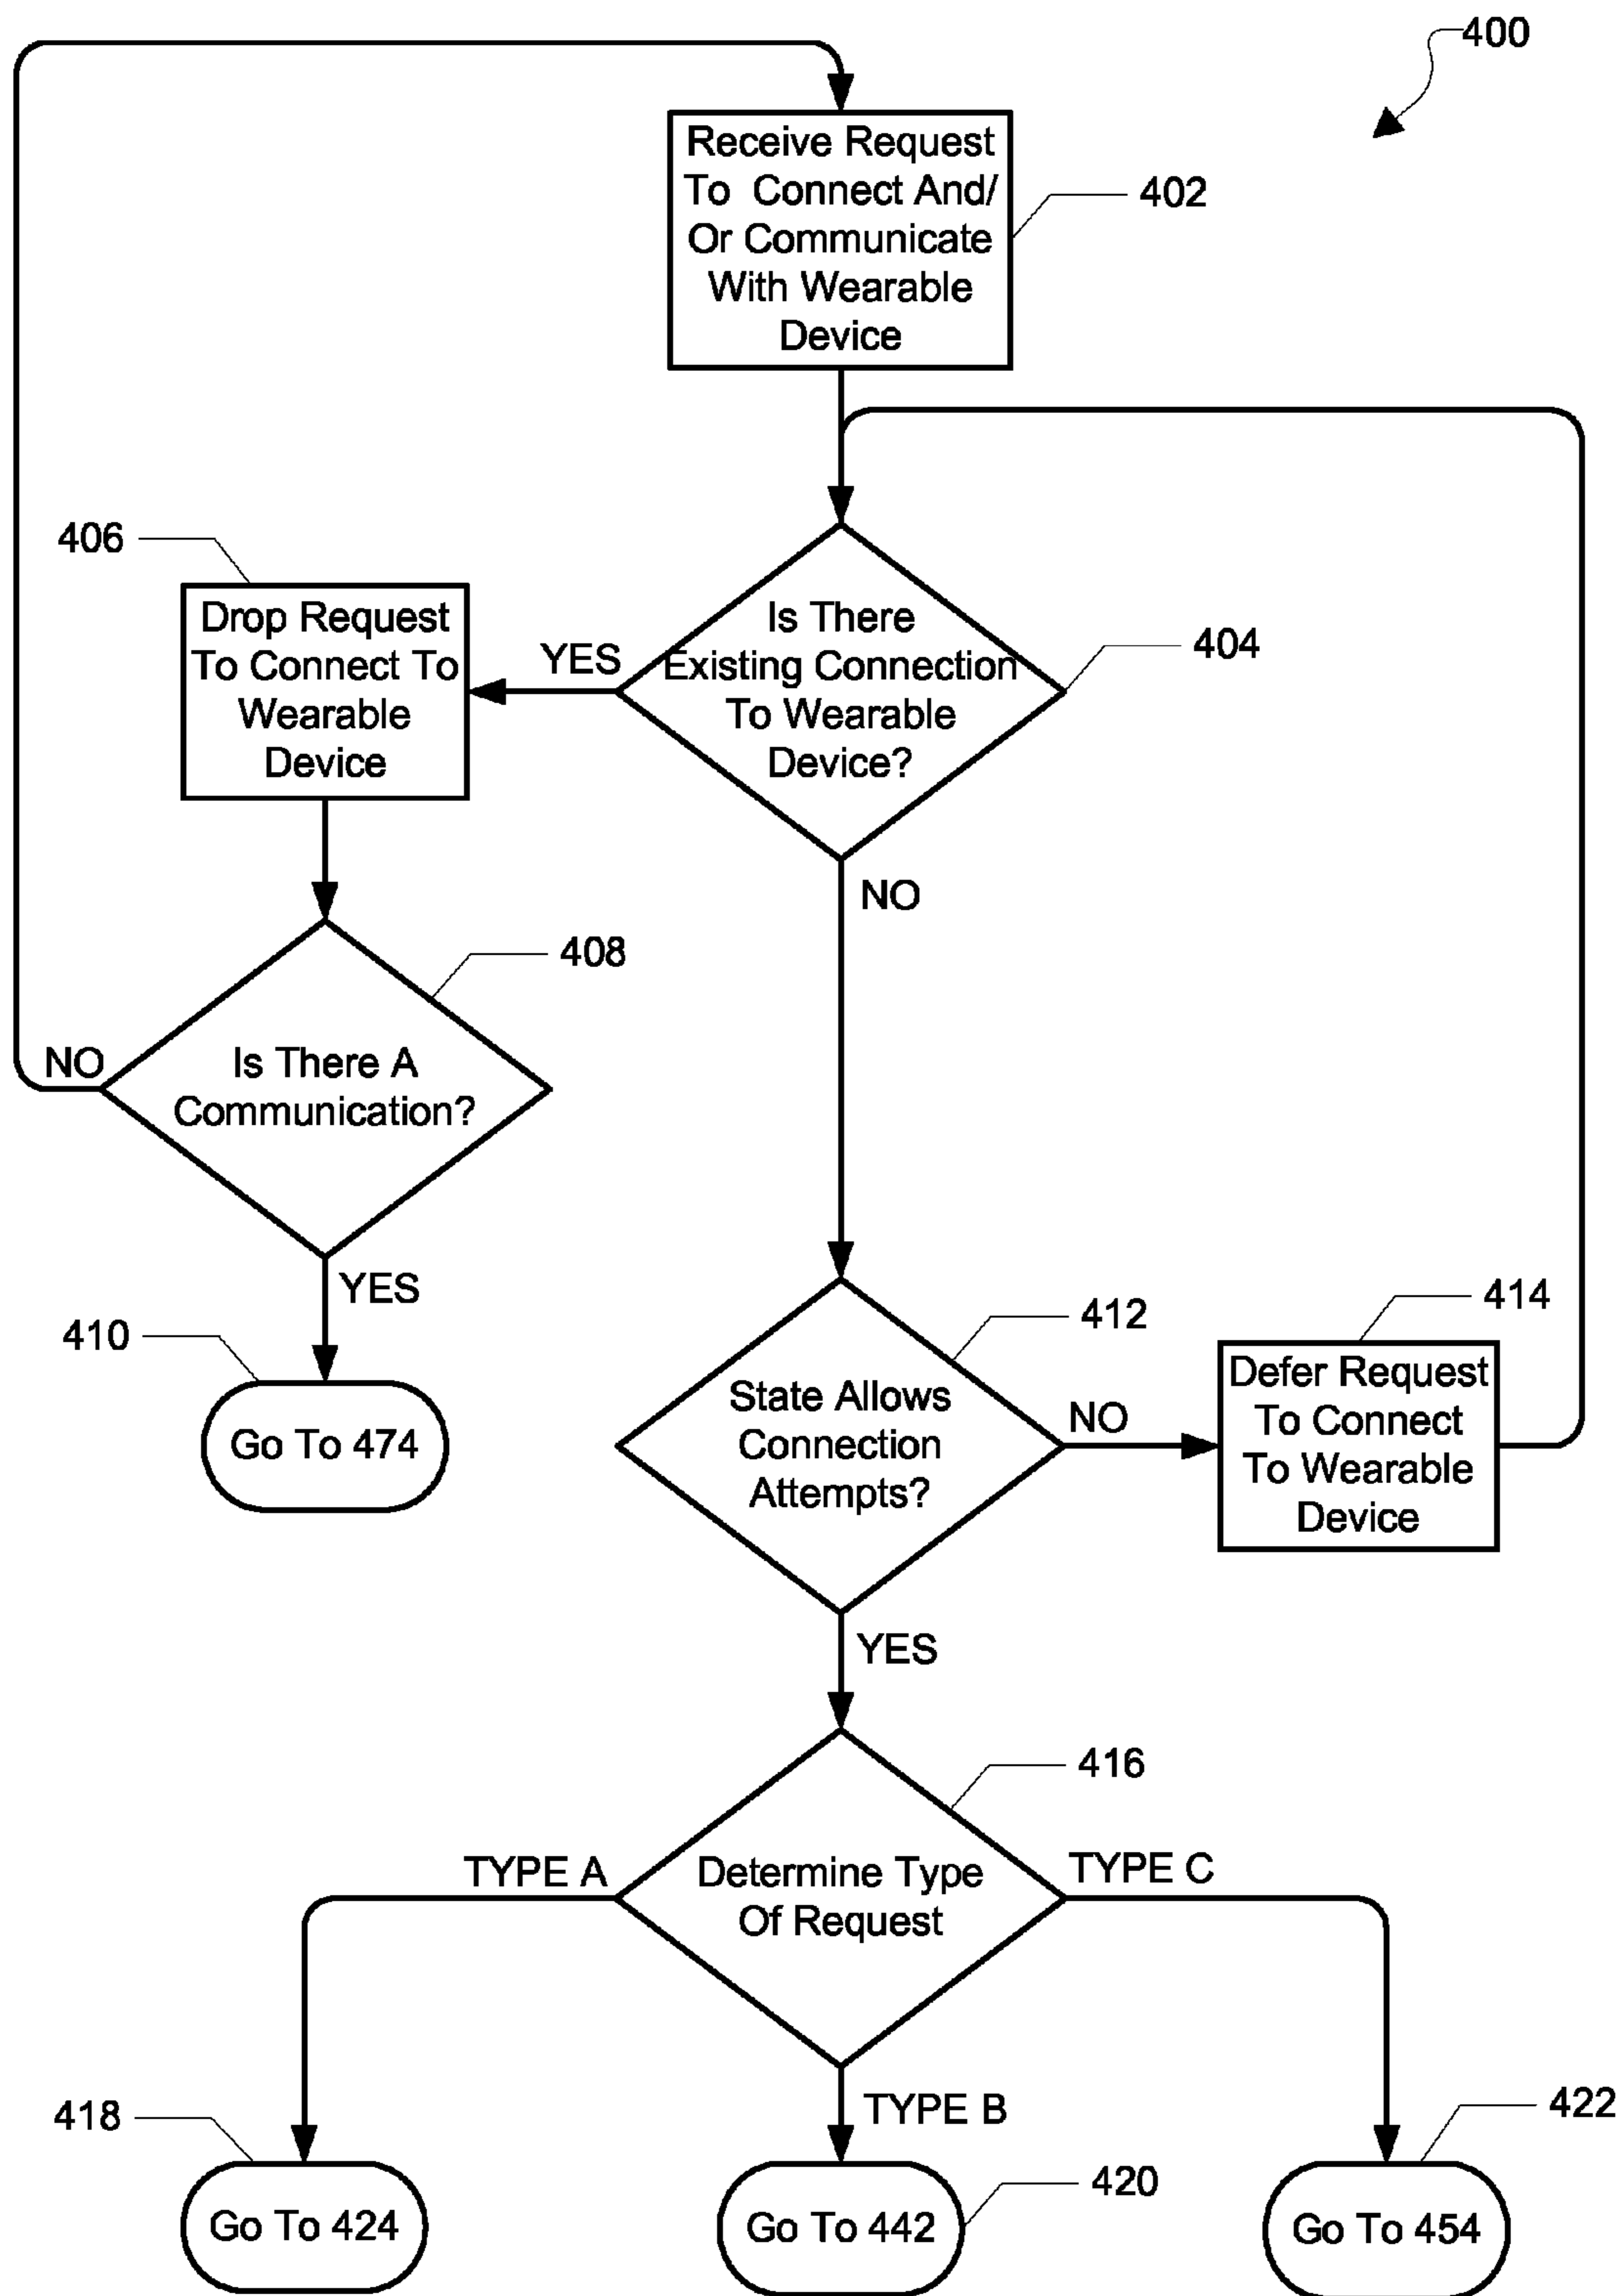 400
Receive Request
To Connect And/
Or Communicate
With Wearable
Device
402
406
Drop Request
To Connect To
Wearable
Device
YES
Is There
Existing Connection
To Wearable
Device?
404
NO
408
NO
Is There A
Communication?
YES
410
Go To 474
412
State Allows
Connection
Attempts?
NO
414
Defer Request
To Connect
To Wearable
Device
YES
416
TYPE A
Determine Type
Of Request
TYPE C
TYPE B
418
Go To 424
420
Go To 442
422
Go To 454